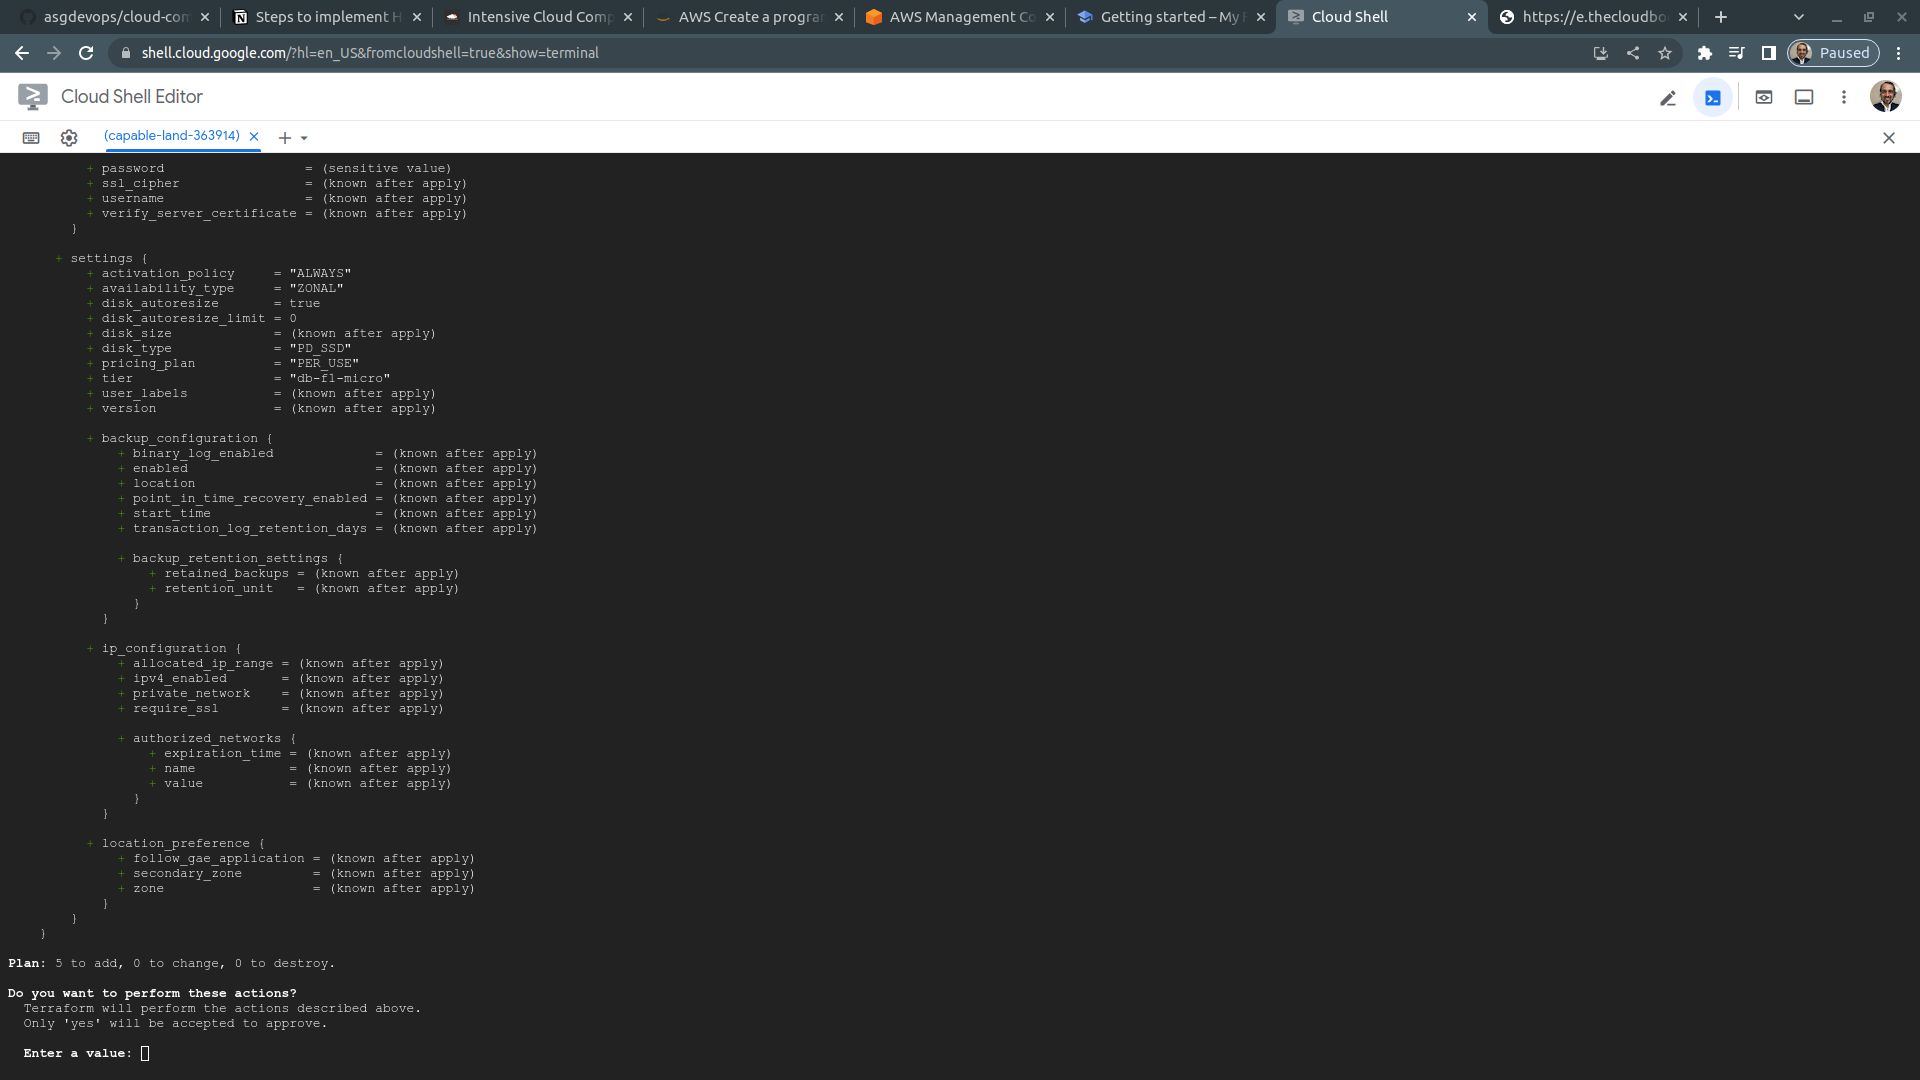 asgdevops/cloud-com
Steps to implement H
Intensive Cloud Comp
AWS Create a program
AWS Management Co
Getting started – My F
Cloud Shell
https://e.thecloudbo
shell.cloud.google.com/?hl=en_US&fromcloudshell=true&show=terminal
Paused
Cloud Shell Editor
(capable-land-363914)
+ password                  = (sensitive value)
+ ssl_cipher                = (known after apply)
+ username                  = (known after apply)
+ verify_server_certificate = (known after apply)
}
+ settings {
+ activation_policy     = "ALWAYS"
+ availability_type     = "ZONAL"
+ disk_autoresize       = true
+ disk_autoresize_limit = 0
+ disk_size             = (known after apply)
+ disk_type             = "PD_SSD"
+ pricing_plan          = "PER_USE"
+ tier                  = "db-f1-micro"
+ user_labels           = (known after apply)
+ version               = (known after apply)
+ backup_configuration {
+ binary_log_enabled             = (known after apply)
+ enabled                        = (known after apply)
+ location                       = (known after apply)
+ point_in_time_recovery_enabled = (known after apply)
+ start_time                     = (known after apply)
+ transaction_log_retention_days = (known after apply)
+ backup_retention_settings {
+ retained_backups = (known after apply)
+ retention_unit   = (known after apply)
}
}
+ ip_configuration {
+ allocated_ip_range = (known after apply)
+ ipv4_enabled       = (known after apply)
+ private_network    = (known after apply)
+ require_ssl        = (known after apply)
+ authorized_networks {
+ expiration_time = (known after apply)
+ name            = (known after apply)
+ value           = (known after apply)
}
}
+ location_preference {
+ follow_gae_application = (known after apply)
+ secondary_zone         = (known after apply)
+ zone                   = (known after apply)
}
}
}
Plan: 5 to add, 0 to change, 0 to destroy.
Do you want to perform these actions?
Terraform will perform the actions described above.
Only 'yes' will be accepted to approve.
Enter a value: